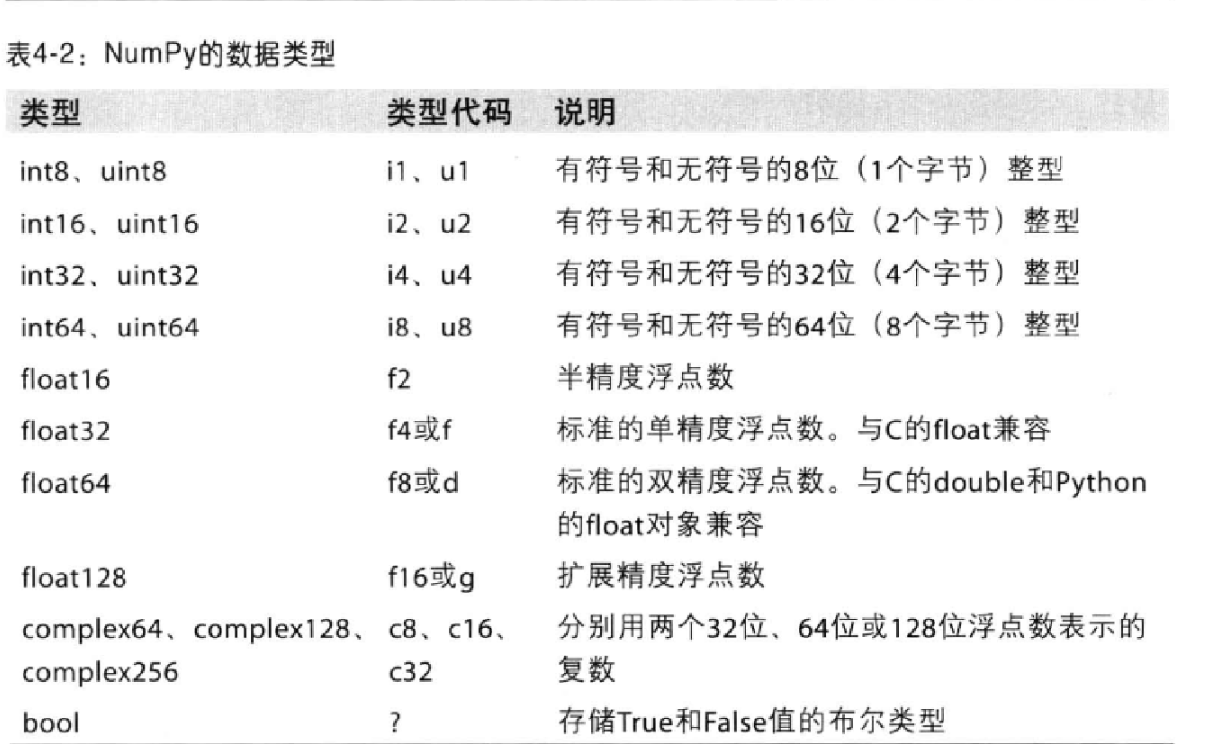 表4-2：NumPy的数据类型
类型 类型代码 说明
int8、uint8 i1、u1 有符号和无符号的8位（1个字节）整型
int16、uint16 i2、u2 有符号和无符号的16位（2个字节）整型
int32、uint32 i4、u4 有符号和无符号的32位（4个字节）整型
int64、uint64 i8、u8 有符号和无符号的64位（8个字节）整型
float16 f2 半精度浮点数
float32 f4或f 标准的单精度浮点数。与C的float兼容
float64 f8或d 标准的双精度浮点数。与C的double和Python
的float对象兼容
float128 f16或g 扩展精度浮点数
complex64、complex128、 c8、c16、 分别用两个32位、64位或128位浮点数表示的
complex256 c32 复数
bool ? 存储True和False值的布尔类型